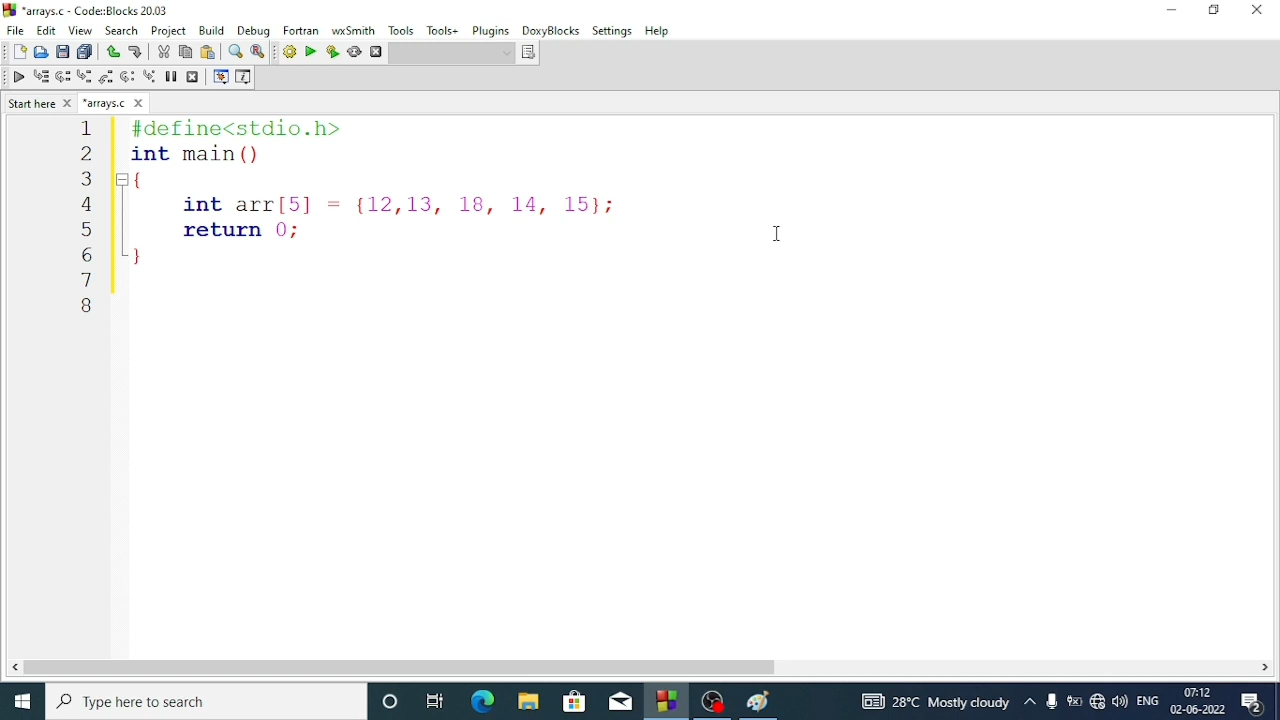 *arrays.c - Code::Blocks 20.03
File Edit View Search Project Build Debug Fortran wxSmith Tools Tools+ Plugins DoxyBlocks Settings Help
Start here *arrays.c
1 #define<stdio.h>
2 int main()
3 {
4 int arr[5] = {12,13, 18, 14, 15};
5 return 0;
6 }
7
8
Type here to search 28°C Mostly cloudy ENG 07:12
02-06-2022 2